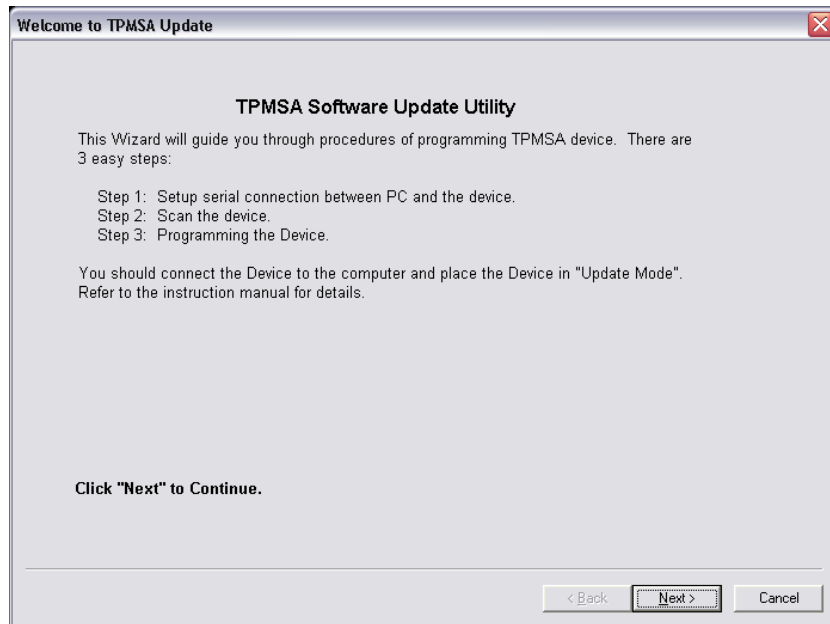 Welcome to TPMSA Update
TPMSA Software Update Utility
This Wizard will guide you through procedures of programming TPMSA device. There are
3 easy steps:
Step 1: Setup serial connection between PC and the device.
Step 2: Scan the device.
Step 3: Programming the Device.
You should connect the Device to the computer and place the Device in "Update Mode".
Refer to the instruction manual for details.
Click "Next" to Continue.
< Back Next > Cancel